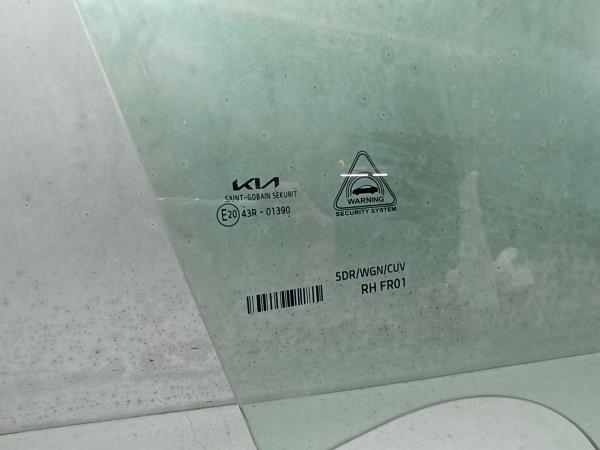 KIA
SAINT-GOBAIN SEKURIT
E20 43R - 01390
WARNING
SECURITY SYSTEM
5DR/WGN/CUV
RH FR01